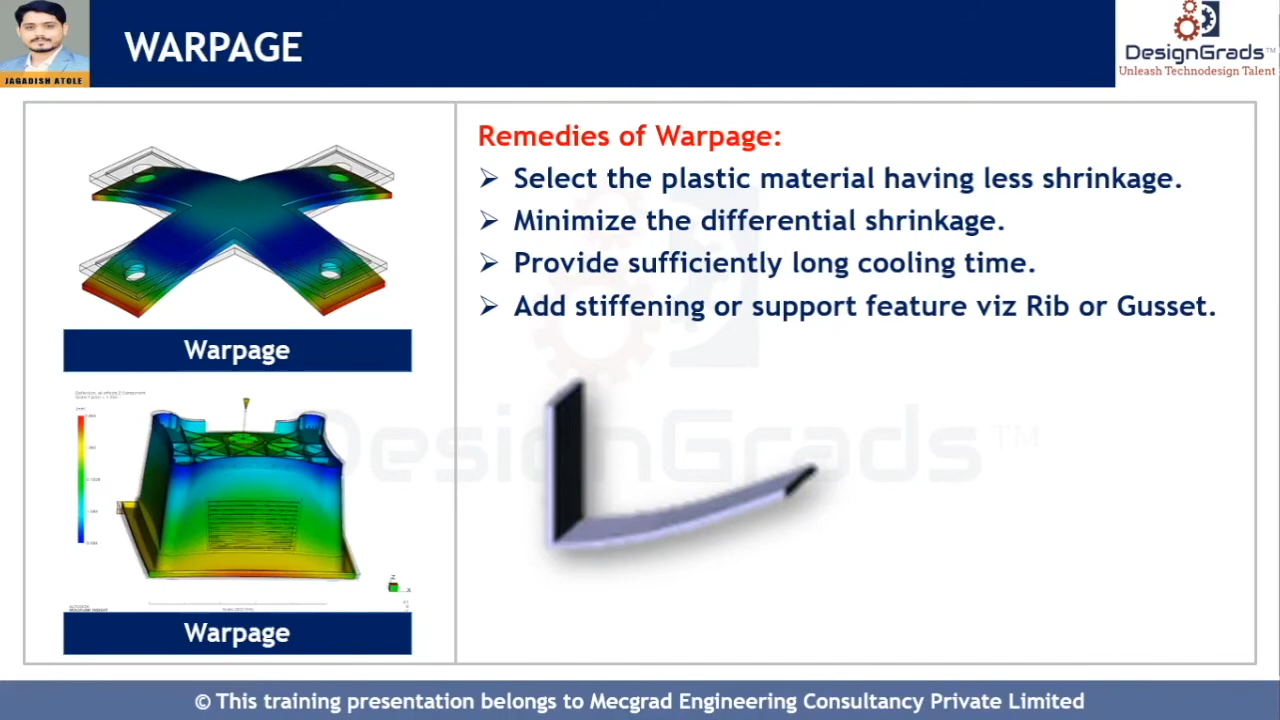 WARPAGE
JAGADISH ATOLE
DesignGrads™
Unleash Technodesign Talent
Warpage
Warpage
Remedies of Warpage:
➢ Select the plastic material having less shrinkage.
➢ Minimize the differential shrinkage.
➢ Provide sufficiently long cooling time.
➢ Add stiffening or support feature viz Rib or Gusset.
DesignGrads™
© This training presentation belongs to Mecgrad Engineering Consultancy Private Limited